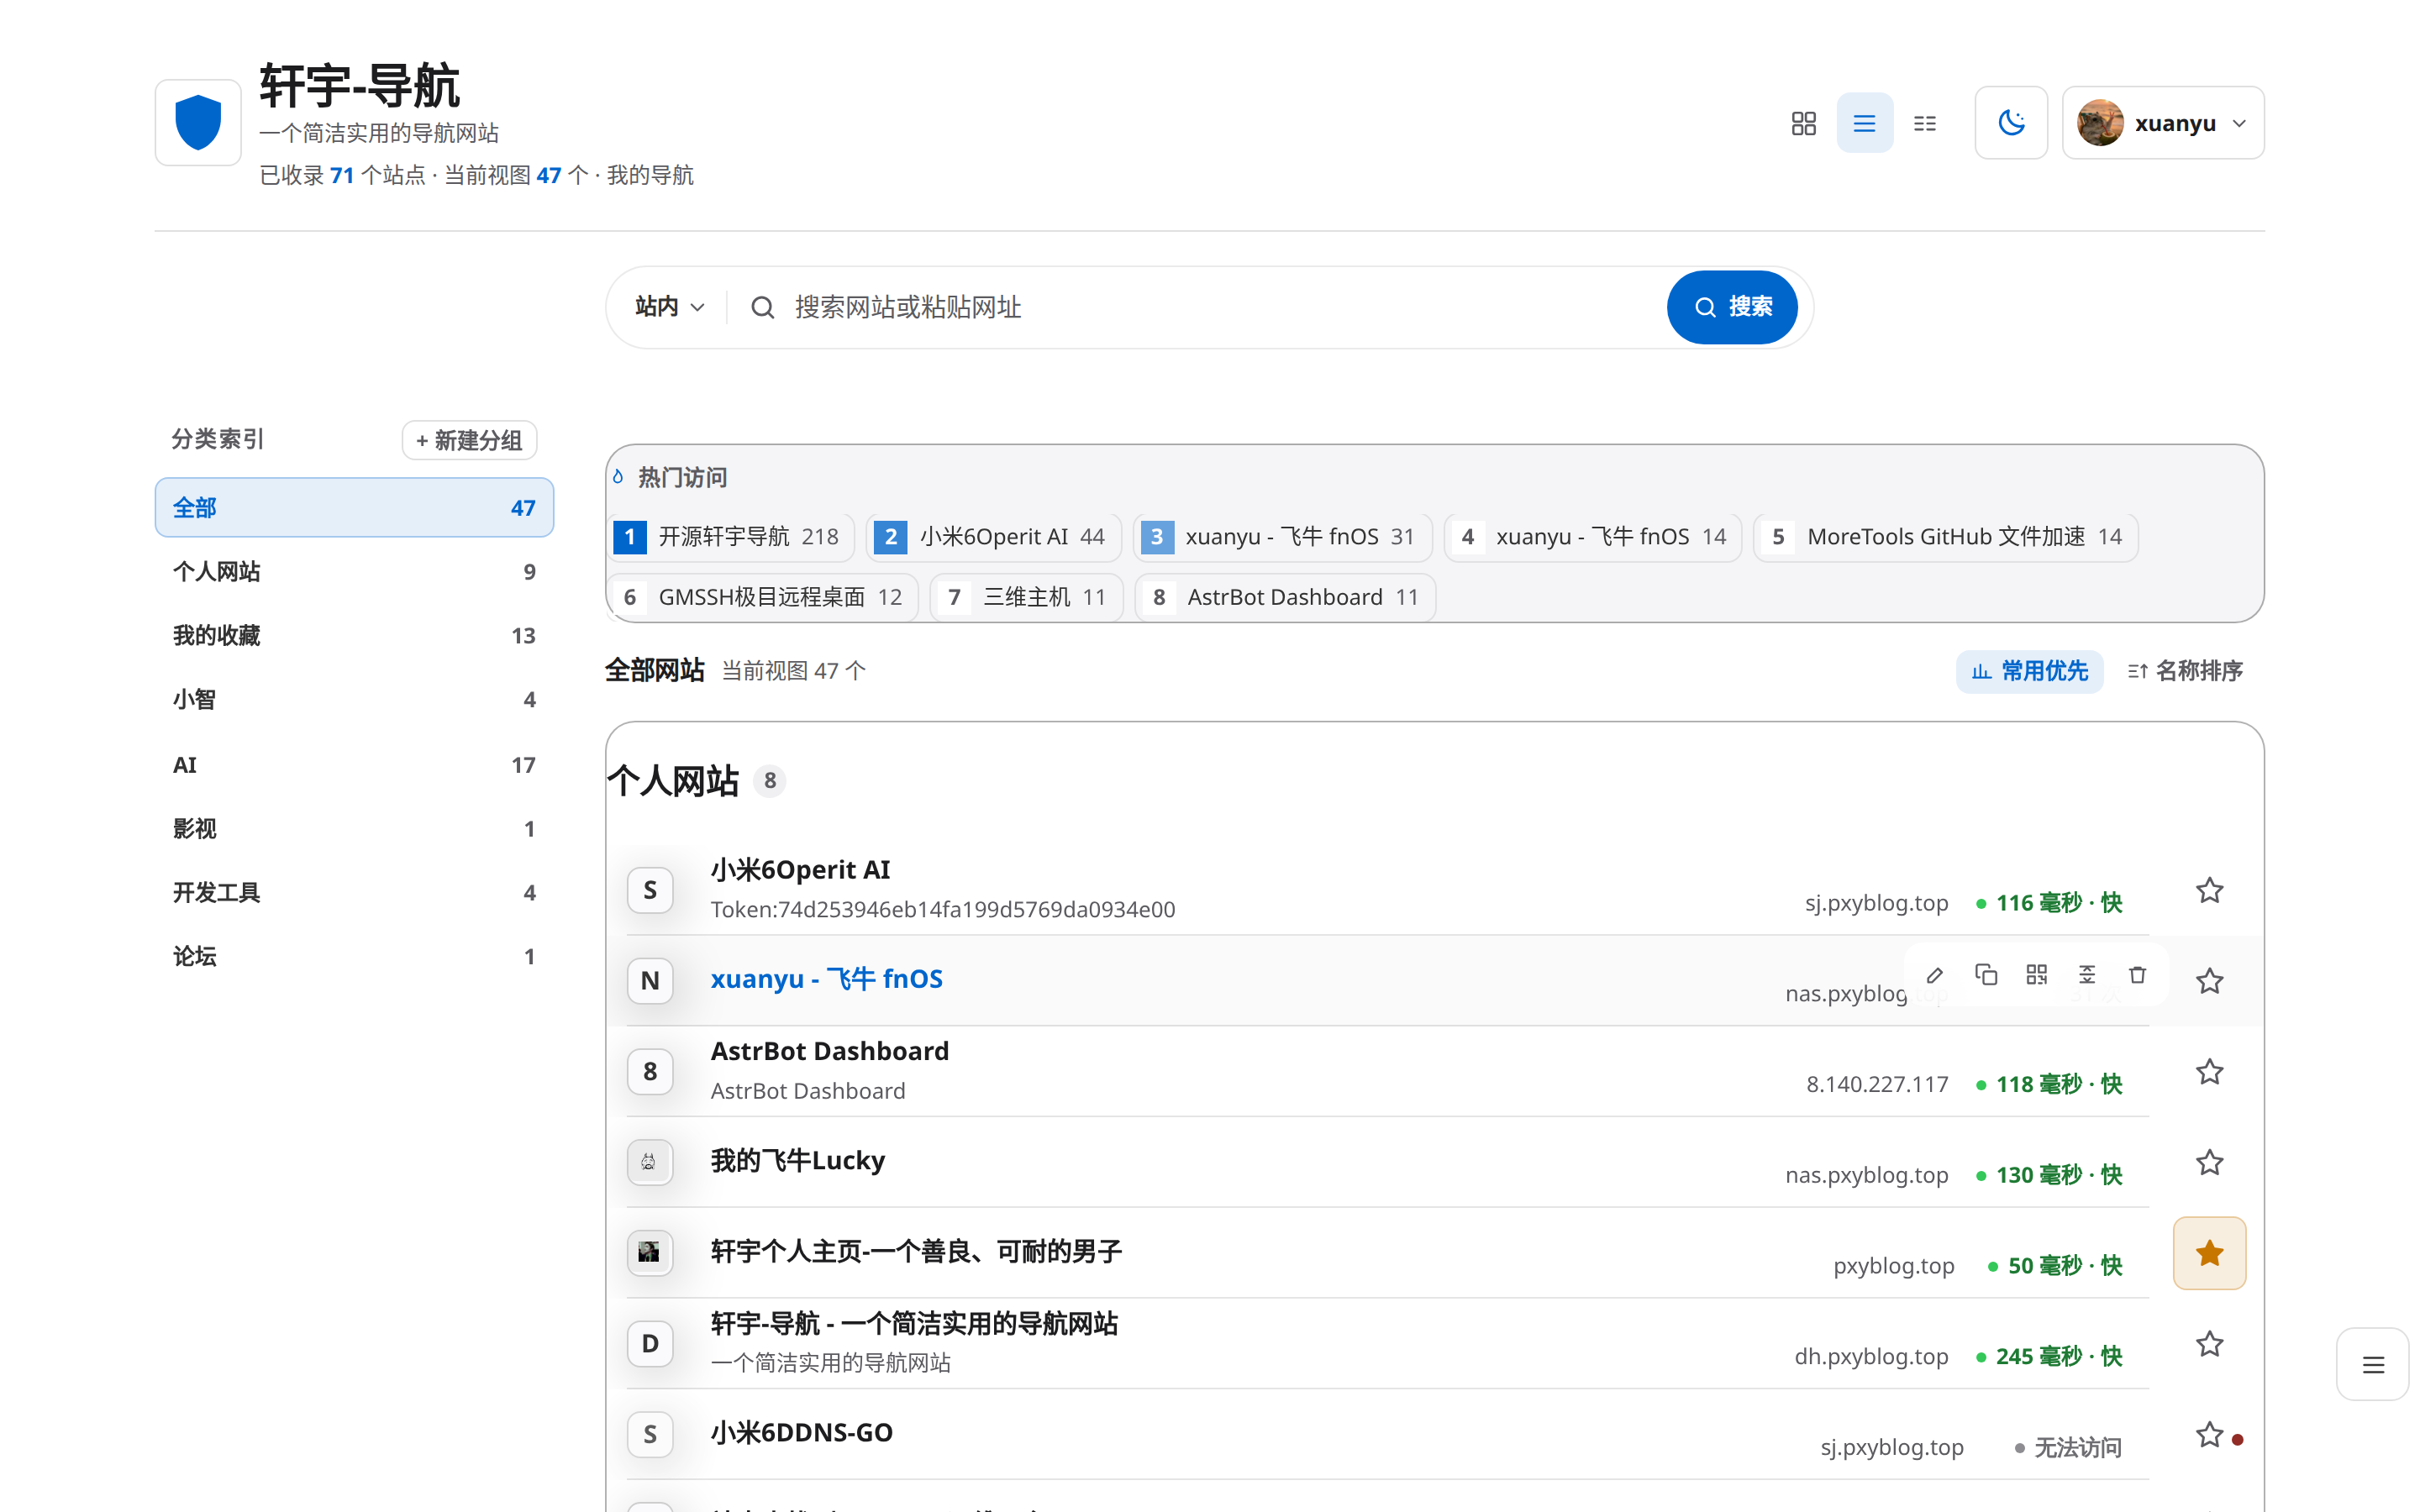 轩宇-导航
一个简洁实用的导航网站
已收录 71 个站点 · 当前视图 47 个 · 我的导航
xuanyu
站内
搜索网站或粘贴网址
搜索
分类索引
+ 新建分组
全部 47
个人网站 9
我的收藏 13
小智 4
AI 17
影视 1
开发工具 4
论坛 1
热门访问
1 开源轩宇导航 218
2 小米6Operit AI 44
3 xuanyu - 飞牛 fnOS 31
4 xuanyu - 飞牛 fnOS 14
5 MoreTools GitHub 文件加速 14
6 GMSSH极目远程桌面 12
7 三维主机 11
8 AstrBot Dashboard 11
全部网站 当前视图 47 个
常用优先
名称排序
个人网站 8
S
小米6Operit AI
Token:74d253946eb14fa199d5769da0934e00
sj.pxyblog.top 116 毫秒 · 快
N
xuanyu - 飞牛 fnOS
nas.pxyblog
8
AstrBot Dashboard
AstrBot Dashboard
8.140.227.117 118 毫秒 · 快
我的飞牛Lucky
nas.pxyblog.top 130 毫秒 · 快
轩宇个人主页-一个善良、可耐的男子
pxyblog.top 50 毫秒 · 快
D
轩宇-导航 - 一个简洁实用的导航网站
一个简洁实用的导航网站
dh.pxyblog.top 245 毫秒 · 快
S
小米6DDNS-GO
sj.pxyblog.top 无法访问